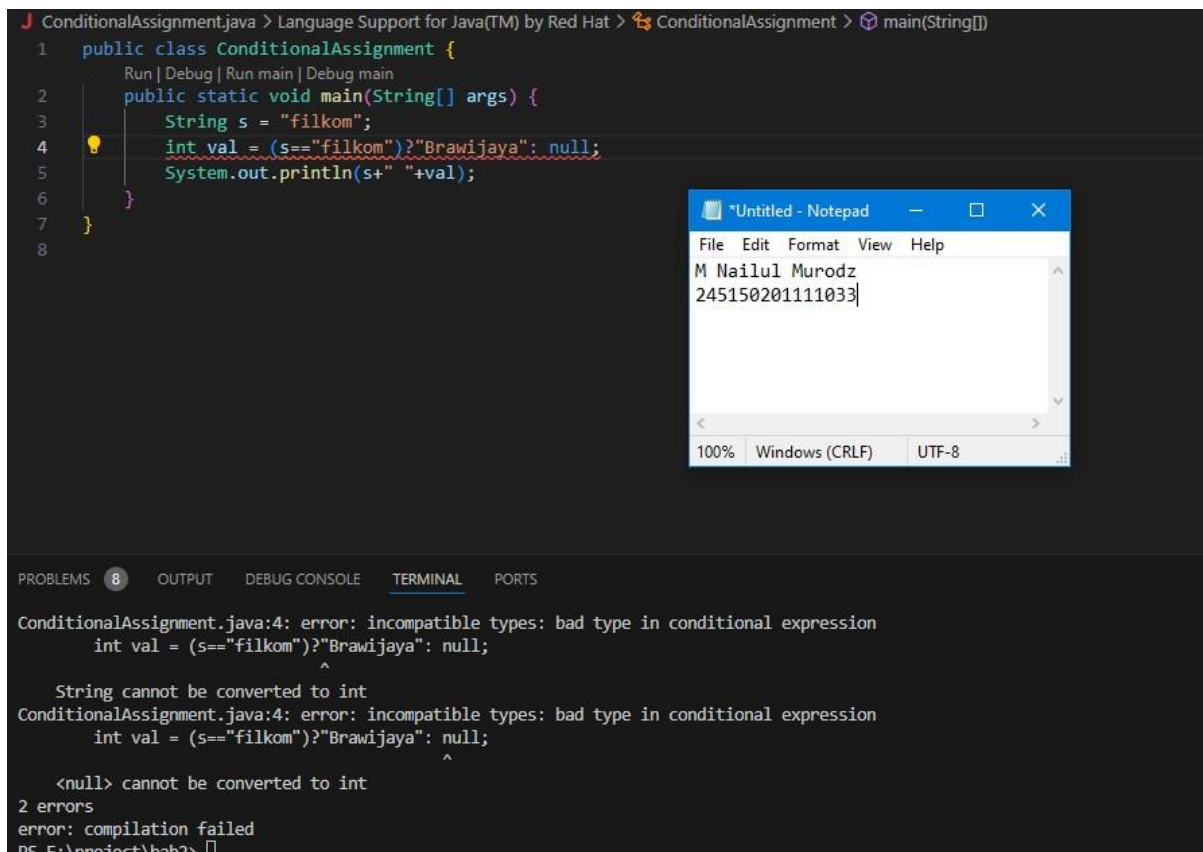 ConditionalAssignment.java > Language Support for Java(TM) by Red Hat > ConditionalAssignment > main(String[])
1 public class ConditionalAssignment {
Run | Debug | Run main | Debug main
2 public static void main(String[] args) {
3 String s = "filkom";
4 int val = (s=="filkom")?"Brawijaya": null;
5 System.out.println(s+" "+val);
6 }
7 }
8
*Untitled - Notepad
File Edit Format View Help
M Nailul Murodz
245150201111033
100% Windows (CRLF) UTF-8
PROBLEMS 8 OUTPUT DEBUG CONSOLE TERMINAL PORTS
ConditionalAssignment.java:4: error: incompatible types: bad type in conditional expression
int val = (s=="filkom")?"Brawijaya": null;
^
String cannot be converted to int
ConditionalAssignment.java:4: error: incompatible types: bad type in conditional expression
int val = (s=="filkom")?"Brawijaya": null;
^
<null> cannot be converted to int
2 errors
error: compilation failed
PS E:\project\bab2>